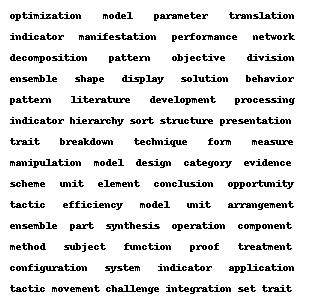 optimization model parameter translation
indicator manifestation performance network
decomposition pattern objective division
ensemble shape display solution behavior
pattern literature development processing
indicator hierarchy sort structure presentation
trait breakdown technique form measure
manipulation model design category evidence
scheme unit element conclusion opportunity
tactic efficiency model unit arrangement
ensemble part synthesis operation component
method subject function proof treatment
configuration system indicator application
tactic movement challenge integration set trait